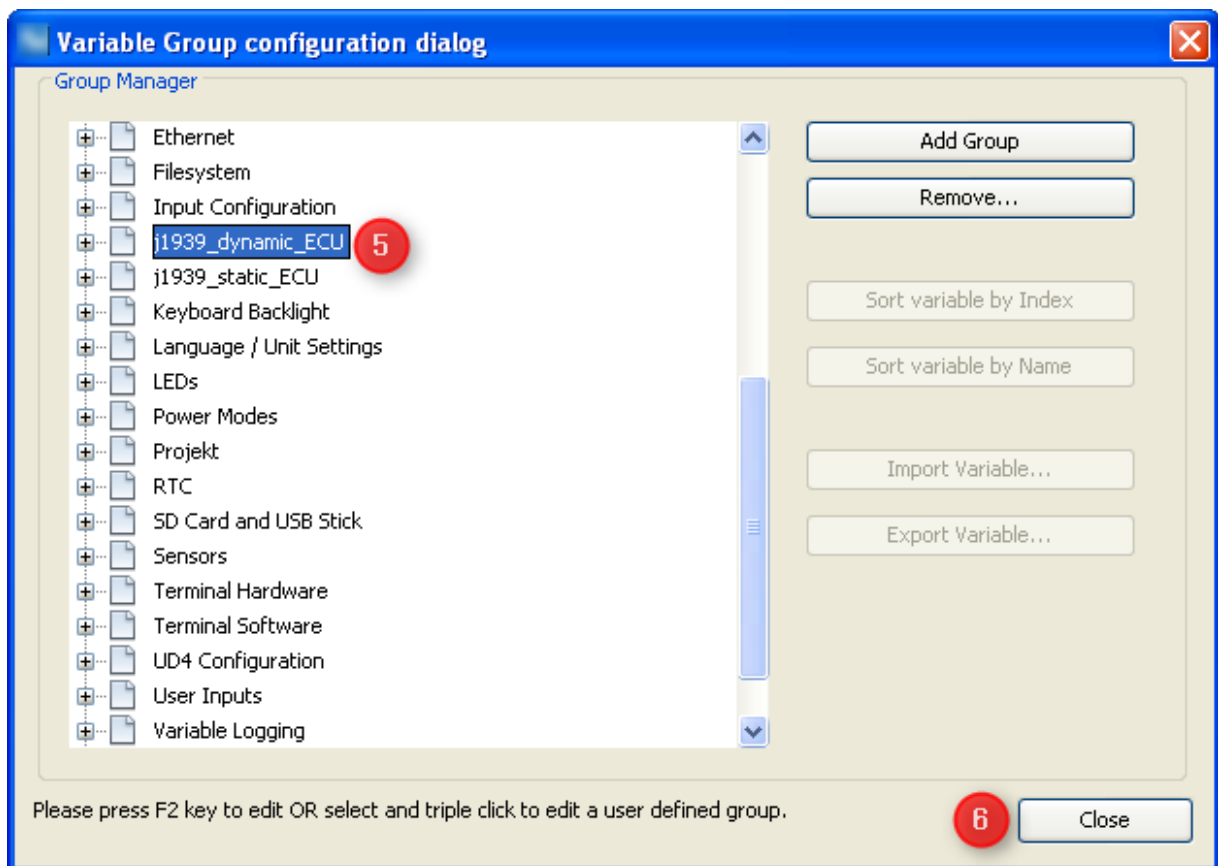 Variable Group configuration dialog
Group Manager
Ethernet
Filesystem
Input Configuration
j1939_dynamic_ECU
5
j1939_static_ECU
Keyboard Backlight
Language / Unit Settings
LEDs
Power Modes
Projekt
RTC
SD Card and USB Stick
Sensors
Terminal Hardware
Terminal Software
UD4 Configuration
User Inputs
Variable Logging
Add Group
Remove...
Sort variable by Index
Sort variable by Name
Import Variable...
Export Variable...
Please press F2 key to edit OR select and triple click to edit a user defined group.
6
Close